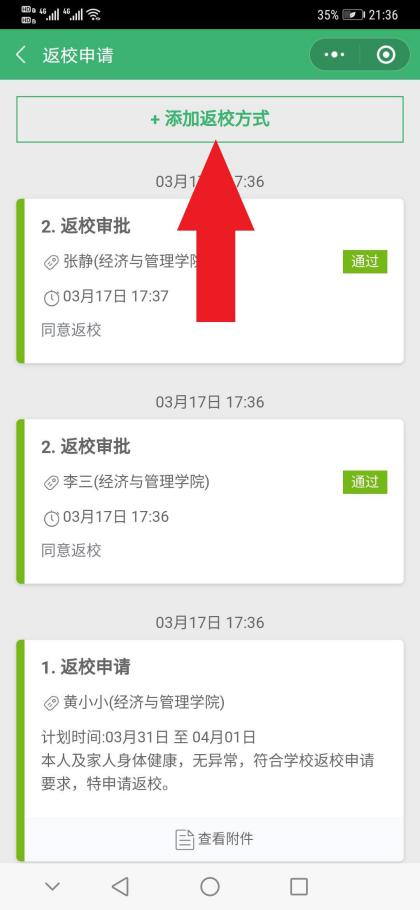 35% 21:36
返校申请
+ 添加返校方式
03月1 7:36
2. 返校审批
张静(经济与管理学
通过
03月17日 17:37
同意返校
03月17日 17:36
2. 返校审批
李三(经济与管理学院)
通过
03月17日 17:36
同意返校
03月17日 17:36
1. 返校申请
黄小小(经济与管理学院)
计划时间:03月31日 至 04月01日
本人及家人身体健康，无异常，符合学校返校申请
要求，特申请返校。
查看附件